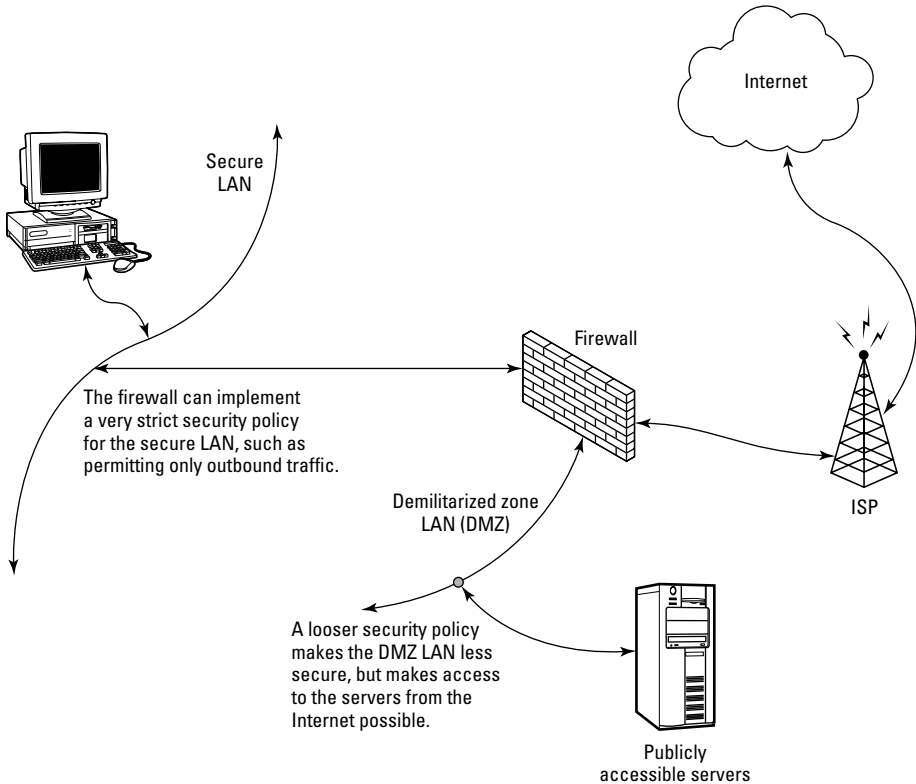 Internet
Secure
LAN
Firewall
The firewall can implement
a very strict security policy
for the secure LAN, such as
permitting only outbound traffic.
ISP
Demilitarized zone
LAN (DMZ)
A looser security policy
makes the DMZ LAN less
secure, but makes access
to the servers from the
Internet possible.
Publicly
accessible servers